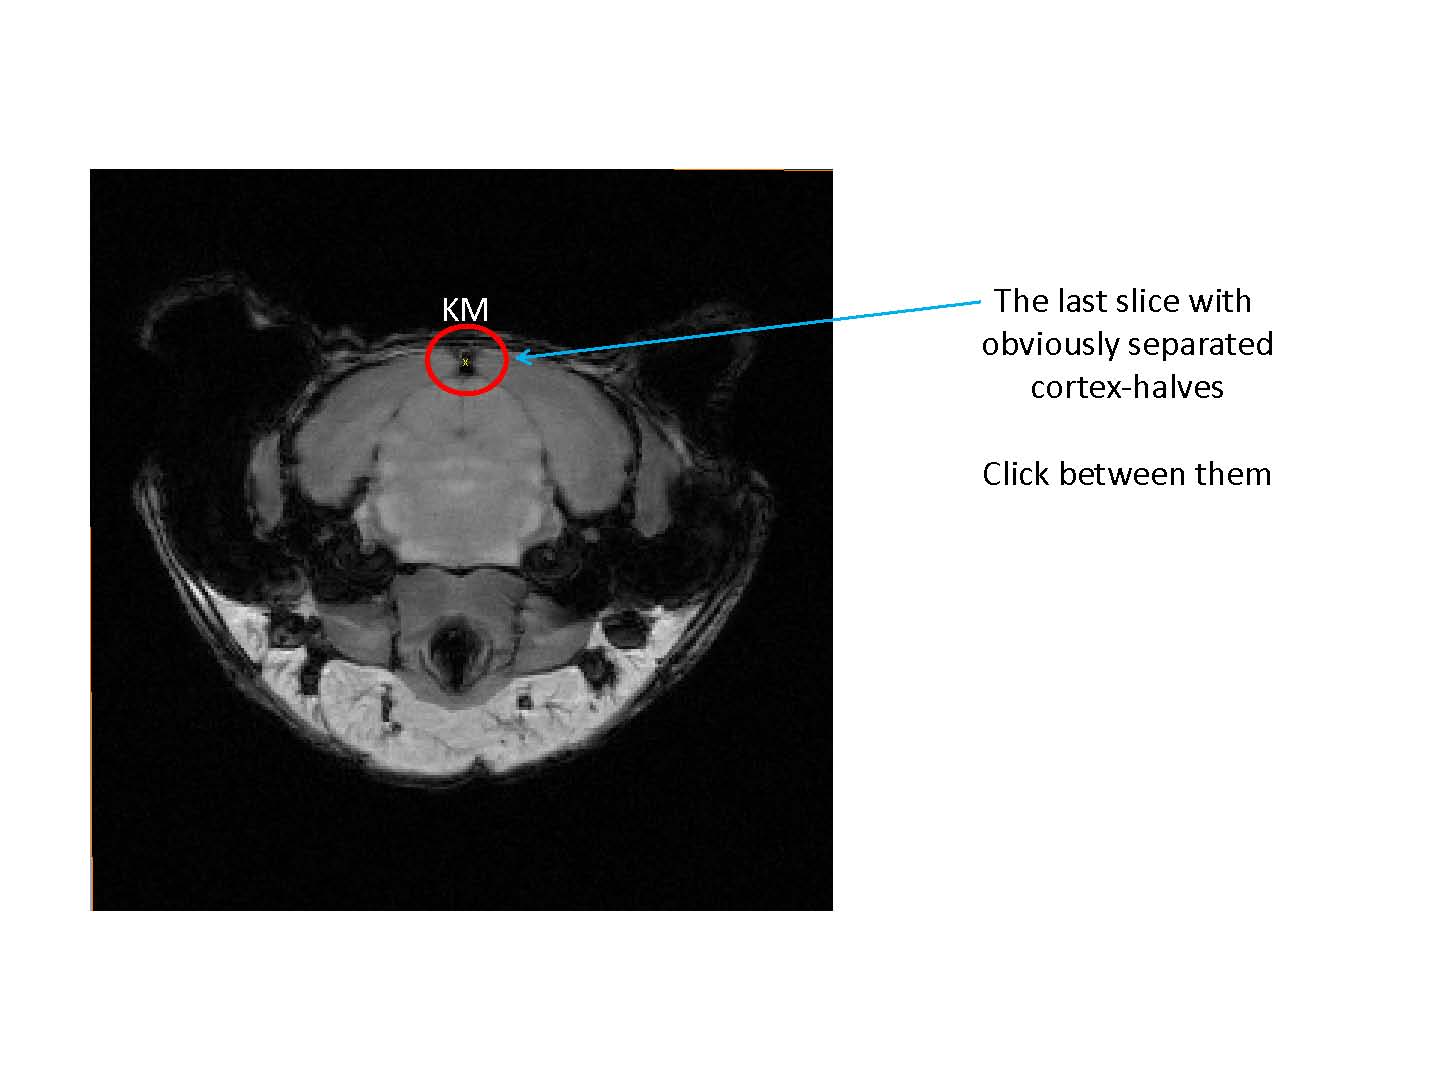 KM
The last slice with
obviously separated
cortex-halves
Click between them
x